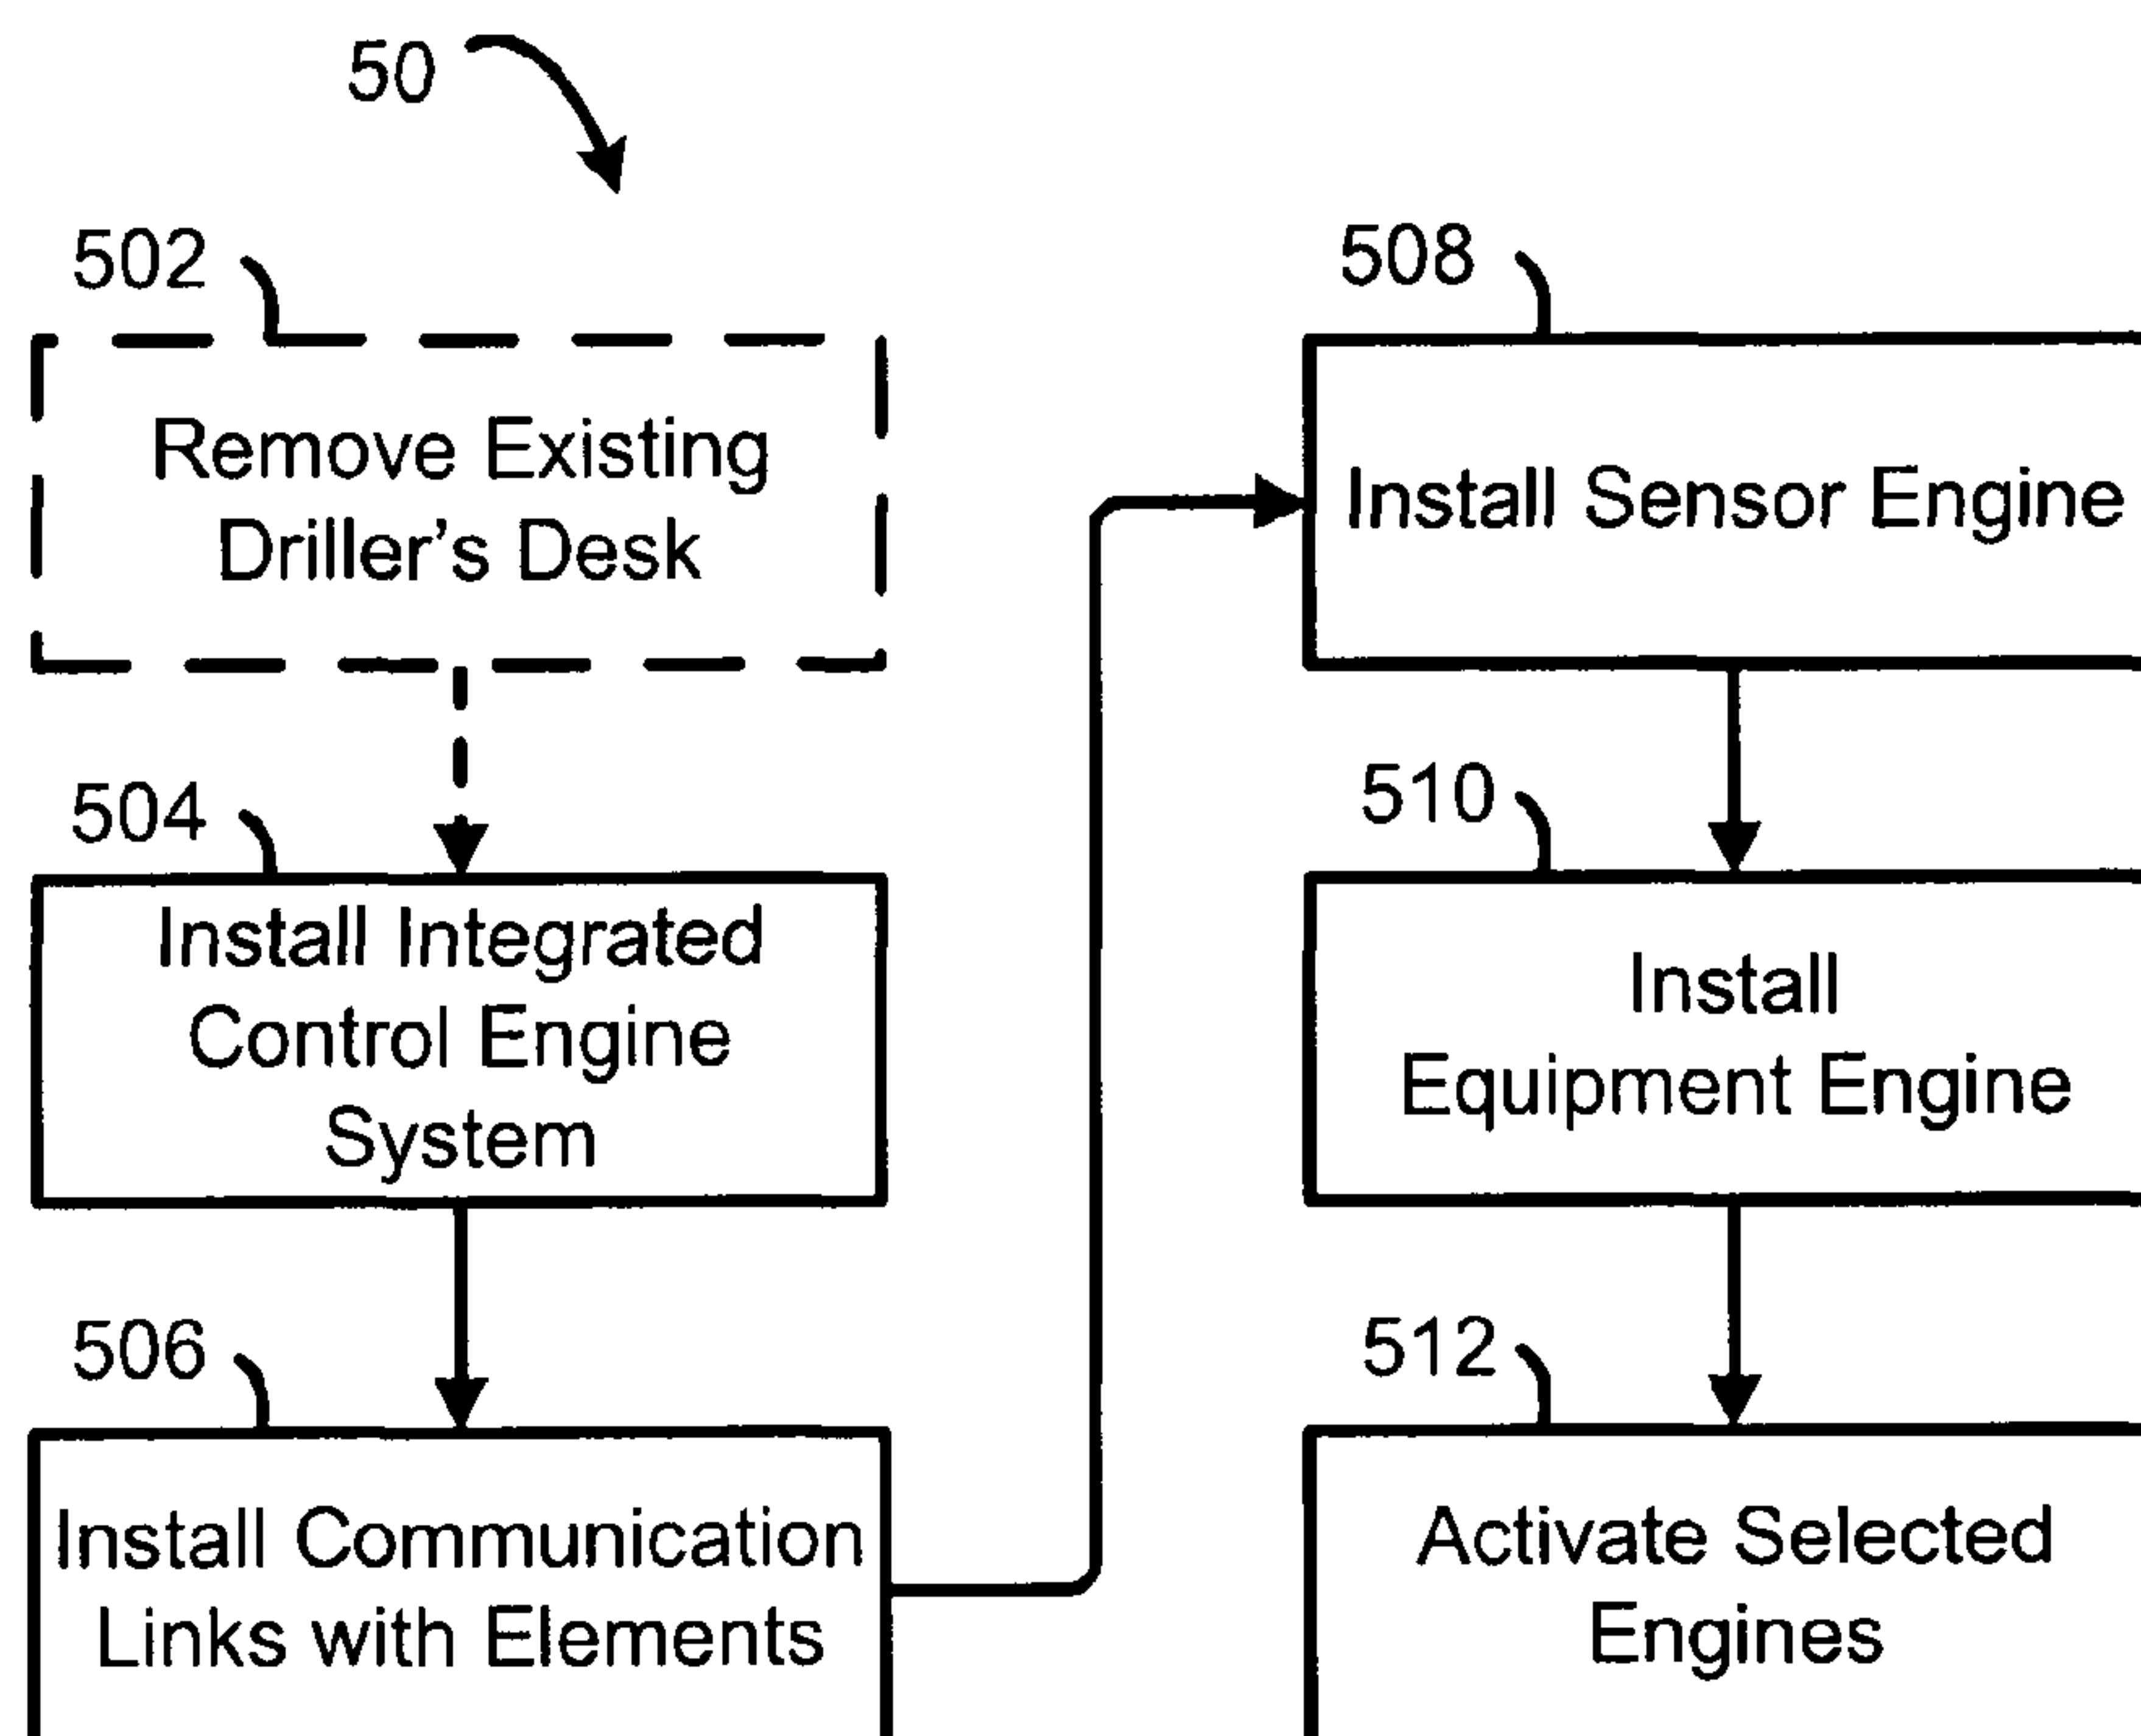 50
502
Remove Existing
Driller's Desk
504
Install Integrated
Control Engine
System
506
Install Communication
Links with Elements
508
Install Sensor Engine
510
Install
Equipment Engine
512
Activate Selected
Engines